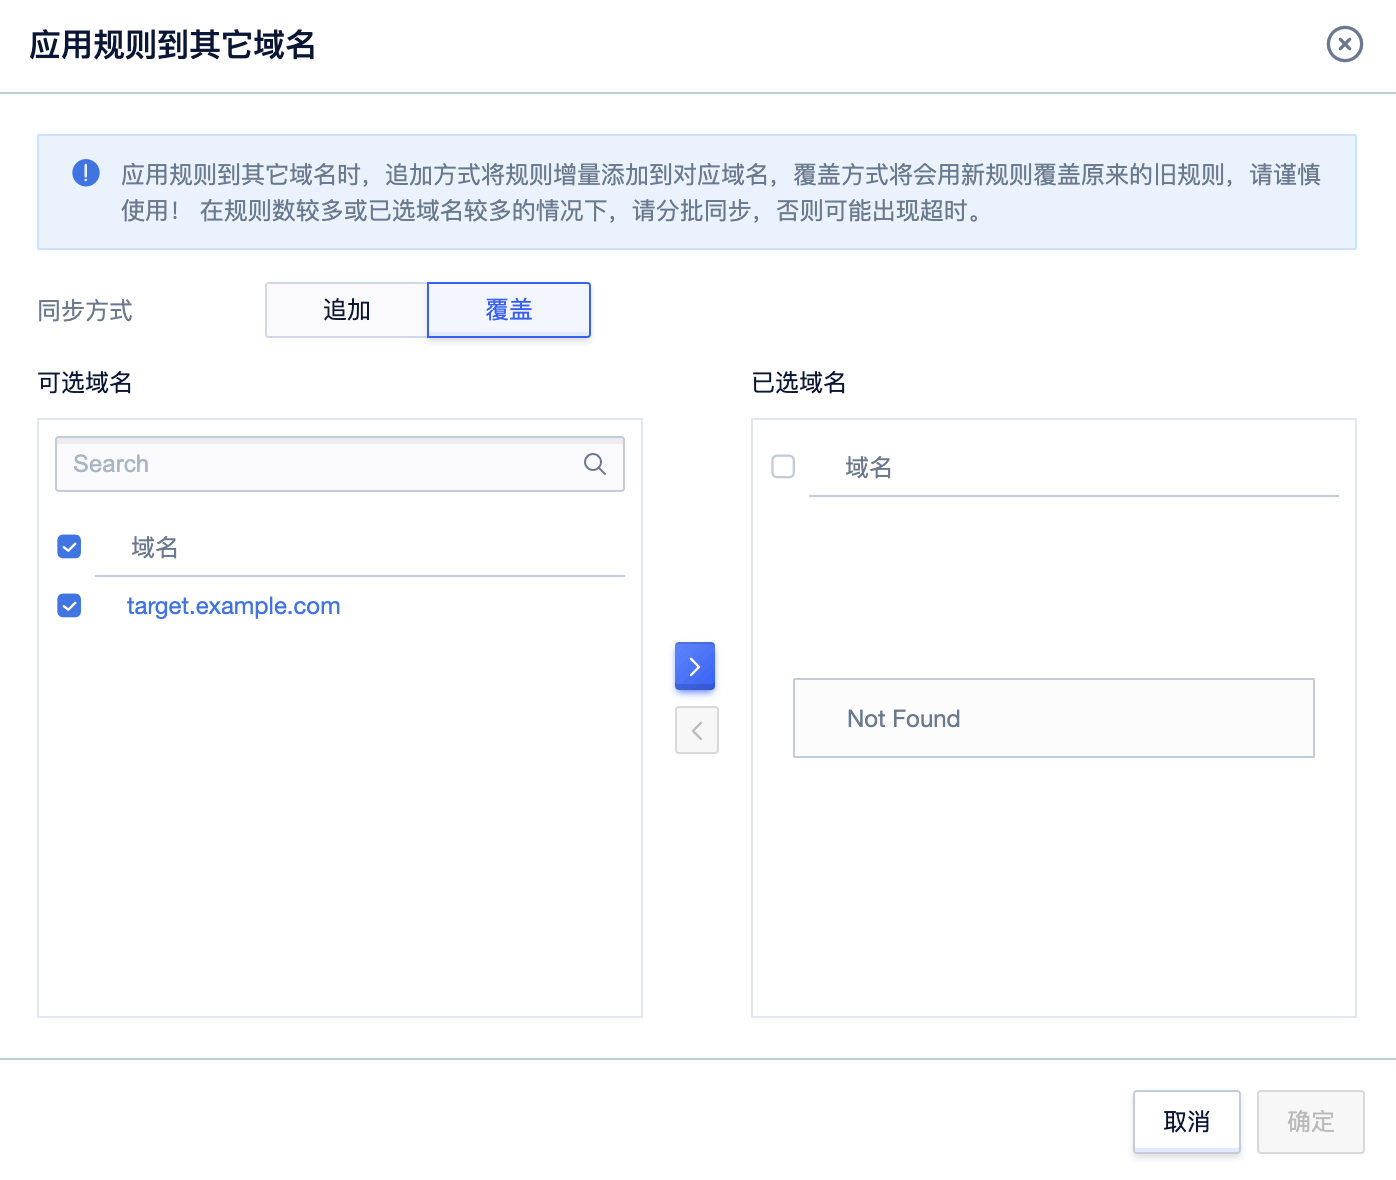 应用规则到其它域名
应用规则到其它域名时，追加方式将规则增量添加到对应域名，覆盖方式将会用新规则覆盖原来的旧规则，请谨慎
使用！ 在规则数较多或已选域名较多的情况下，请分批同步，否则可能出现超时。
同步方式
追加
覆盖
可选域名
已选域名
Search
域名
域名
target.example.com
Not Found
取消
确定